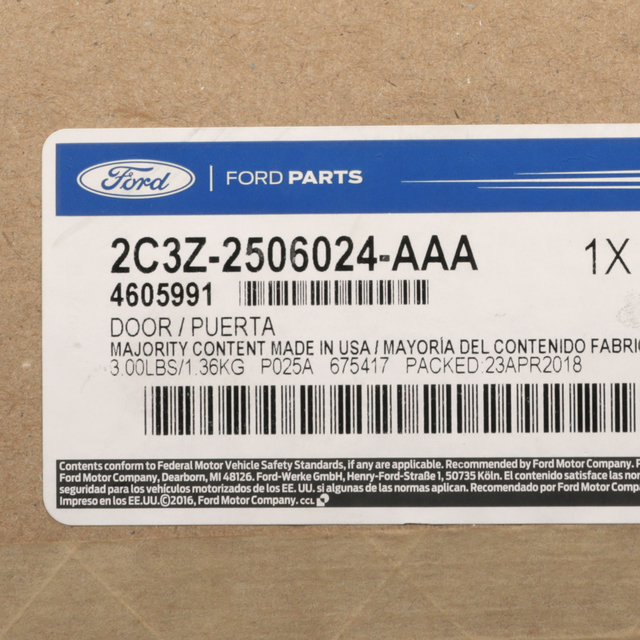 Ford | FORD PARTS
2C3Z-2506024-AAA 1X
4605991
DOOR / PUERTA
MAJORITY CONTENT MADE IN USA / MAYORÍA DEL CONTENIDO FABRIC
3.00LBS/1.36KG P025A 675417 PACKED:23APR2018
Contents conform to Federal Motor Vehicle Safety Standards, if any are applicable. Recommended by Ford Motor Company.
Ford Motor Company, Dearborn, MI 48126. Ford-Werke GmbH, Henry-Ford-Straße 1, 50735 Köln. El contenido satisface las
seguridad para los vehículos motorizados de los EE. UU. si algunas de las normas aplican. Recomendado por Ford Motor Company
Impreso en los EE.UU.©2016, Ford Motor Company. CCL